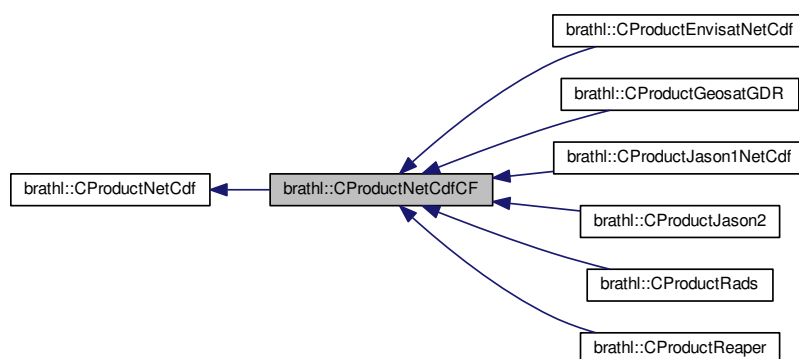 brathl::CProductEnvisatNetCdf
brathl::CProductGeosatGDR
brathl::CProductJason1NetCdf
brathl::CProductNetCdf
brathl::CProductNetCdfCF
brathl::CProductJason2
brathl::CProductRads
brathl::CProductReaper